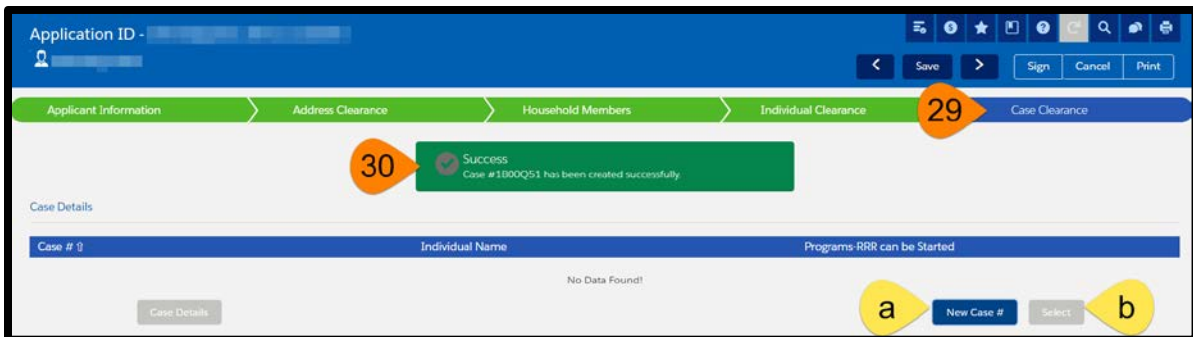 Application ID -
Save
Sign
Cancel
Print
Applicant Information
Address Clearance
Household Members
Individual Clearance
29
Case Clearance
30
Success
Case #1800Q51 has been created successfully.
Case Details
Case # ⇧
Individual Name
Programs-RRR can be Started
No Data Found!
Case Details
a
New Case #
Select
b